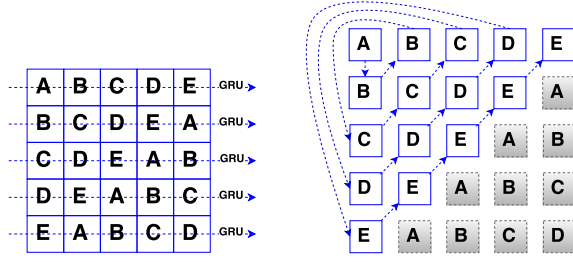 A B C D E GRU
B C D E A GRU
C D E A B GRU
D E A B C GRU
E A B C D GRU
A B C D E
B C D E A
C D E A B
D E A B C
E A B C D